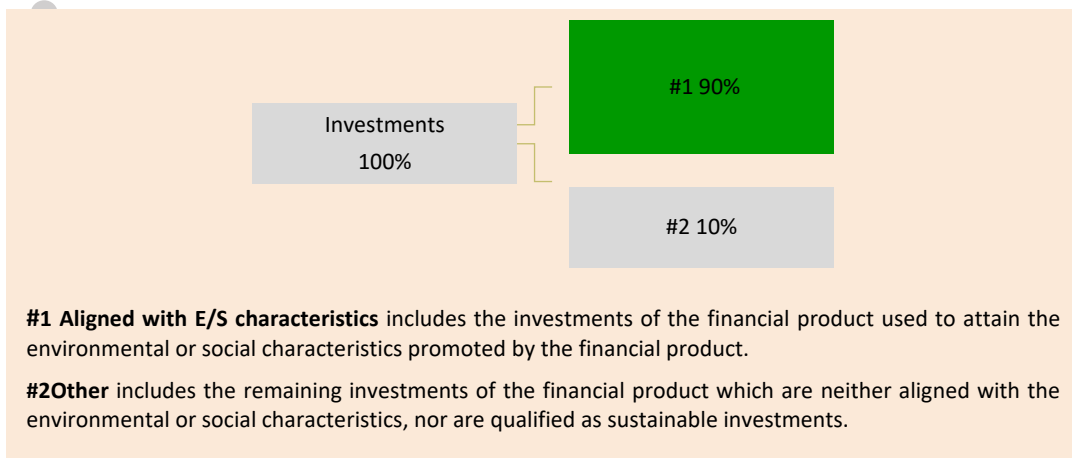 #1 90%
Investments
100%
#2 10%
#1 Aligned with E/S characteristics includes the investments of the financial product used to attain the
environmental or social characteristics promoted by the financial product.
#2Other includes the remaining investments of the financial product which are neither aligned with the
environmental or social characteristics, nor are qualified as sustainable investments.